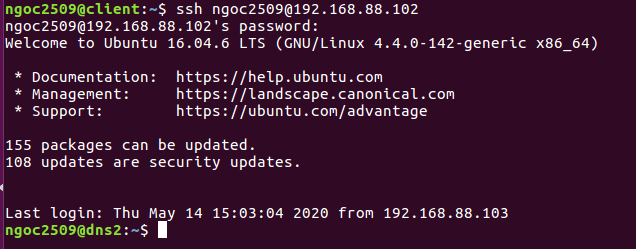 ngoc2509@client:~$ ssh ngoc2509@192.168.88.102
ngoc2509@192.168.88.102's password:
Welcome to Ubuntu 16.04.6 LTS (GNU/Linux 4.4.0-142-generic x86_64)
* Documentation:  https://help.ubuntu.com
* Management:     https://landscape.canonical.com
* Support:        https://ubuntu.com/advantage
155 packages can be updated.
108 updates are security updates.
Last login: Thu May 14 15:03:04 2020 from 192.168.88.103
ngoc2509@dns2:~$